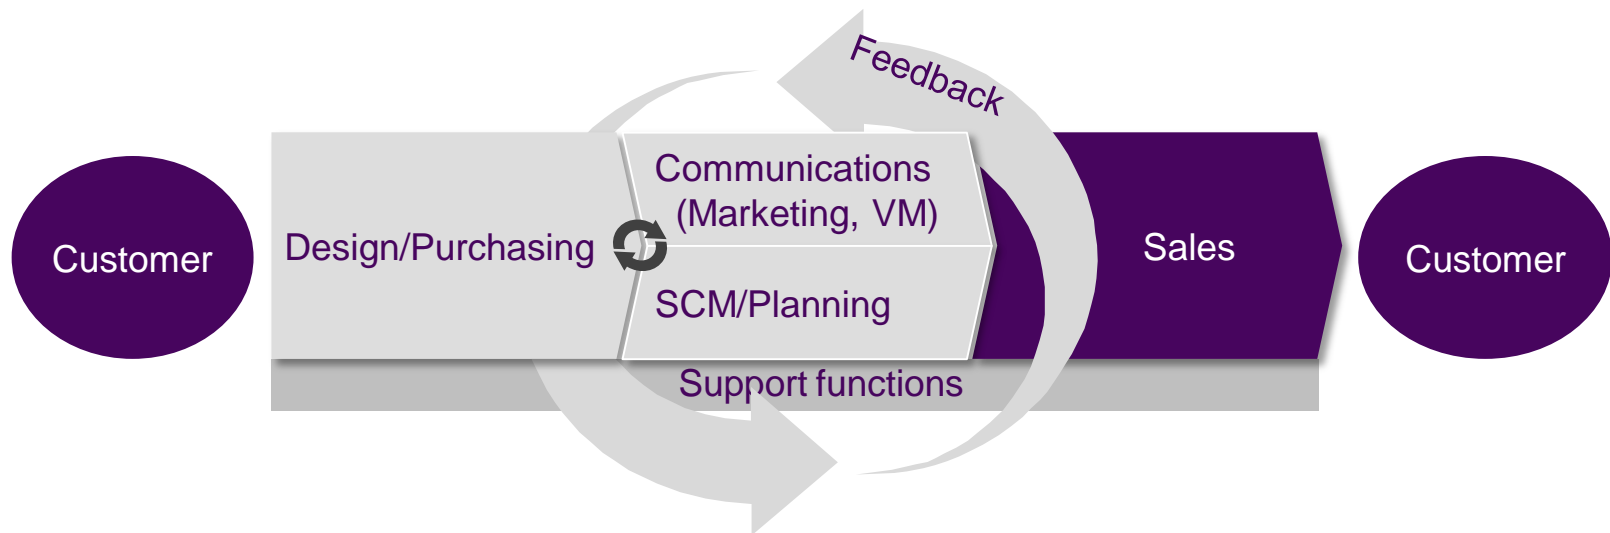 Feedback
Customer
Design/Purchasing
Communications
(Marketing, VM)
SCM/Planning
Sales
Customer
Support functions